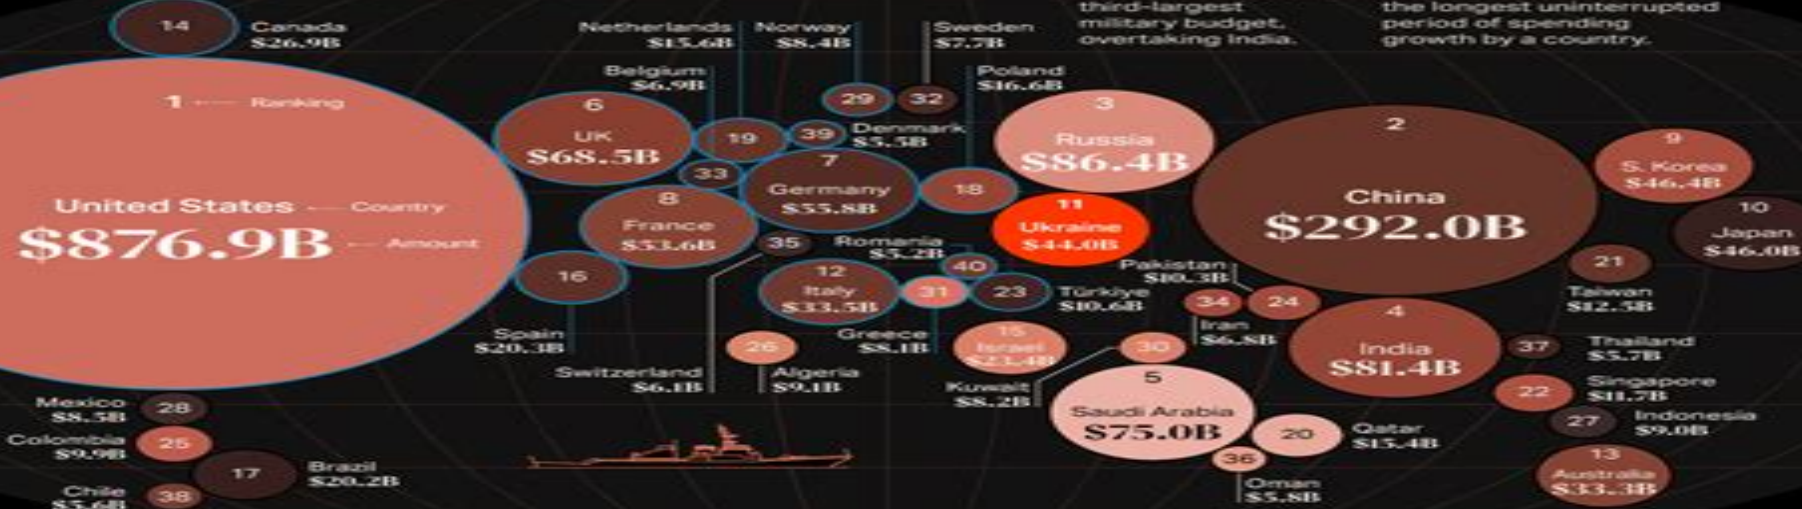 third-largest
military budget,
overtaking India.
the longest uninterrupted
period of spending
growth by a country.
14
Canada
$26.9B
Netherlands
$15.6B
Norway
$8.4B
Sweden
$7.7B
Belgium
$6.9B
Poland
$16.6B
1 Ranking
United States Country
$876.9B Amount
6
UK
$68.5B
19
39
29
32
Denmark
$5.5B
33
7
Germany
$55.8B
18
3
Russia
$86.4B
2
China
$292.0B
9
S. Korea
$46.4B
8
France
$53.6B
11
Ukraine
$44.0B
10
Japan
$46.0B
35
Romania
$5.2B
40
16
Spain
$20.3B
12
Italy
$33.5B
31
23
Türkiye
$10.6B
Greece
$8.1B
Pakistan
$10.3B
34
24
Iran
$6.8B
21
Taiwan
$12.5B
4
India
$81.4B
37
Thailand
$5.7B
Switzerland
$6.1B
26
Algeria
$9.1B
15
Israel
$23.4B
30
Kuwait
$8.2B
5
Saudi Arabia
$75.0B
20
Qatar
$15.4B
36
Oman
$5.8B
22
Singapore
$11.7B
27
Indonesia
$9.0B
13
Australia
$33.3B
Mexico
$8.5B
28
Colombia
$9.9B
25
17
Brazil
$20.2B
Chile
$5.6B
38